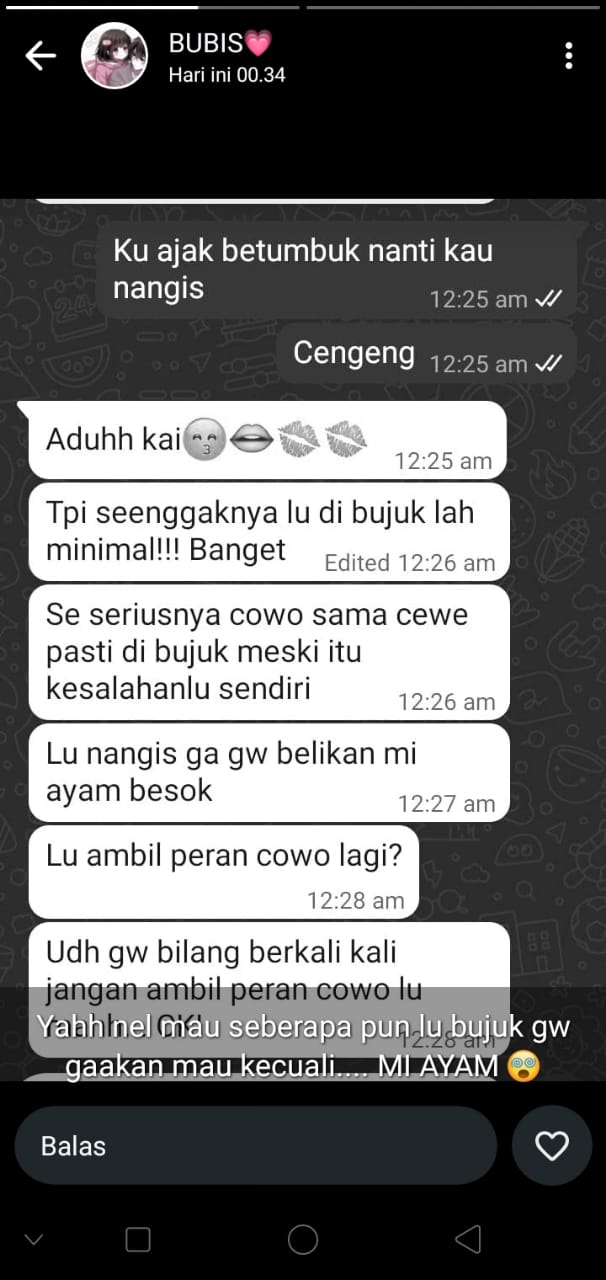 BUBIS💗
Hari ini 00.34
Ku ajak betumbuk nanti kau
nangis
12:25 am
Cengeng 12:25 am
Aduhh kai😙👄💋💋
12:25 am
Tpi seenggaknya lu di bujuk lah
minimal!!! Banget Edited 12:26 am
Se seriusnya cowo sama cewe
pasti di bujuk meski itu
kesalahanlu sendiri
12:26 am
Lu nangis ga gw belikan mi
ayam besok
12:27 am
Lu ambil peran cowo lagi?
12:28 am
Udh gw bilang berkali kali
jangan ambil peran cowo lu
12:28 am
Yahh nel mau seberapa pun lu bujuk gw
gaakan mau kecuali.... MI AYAM 😵‍💫
Balas